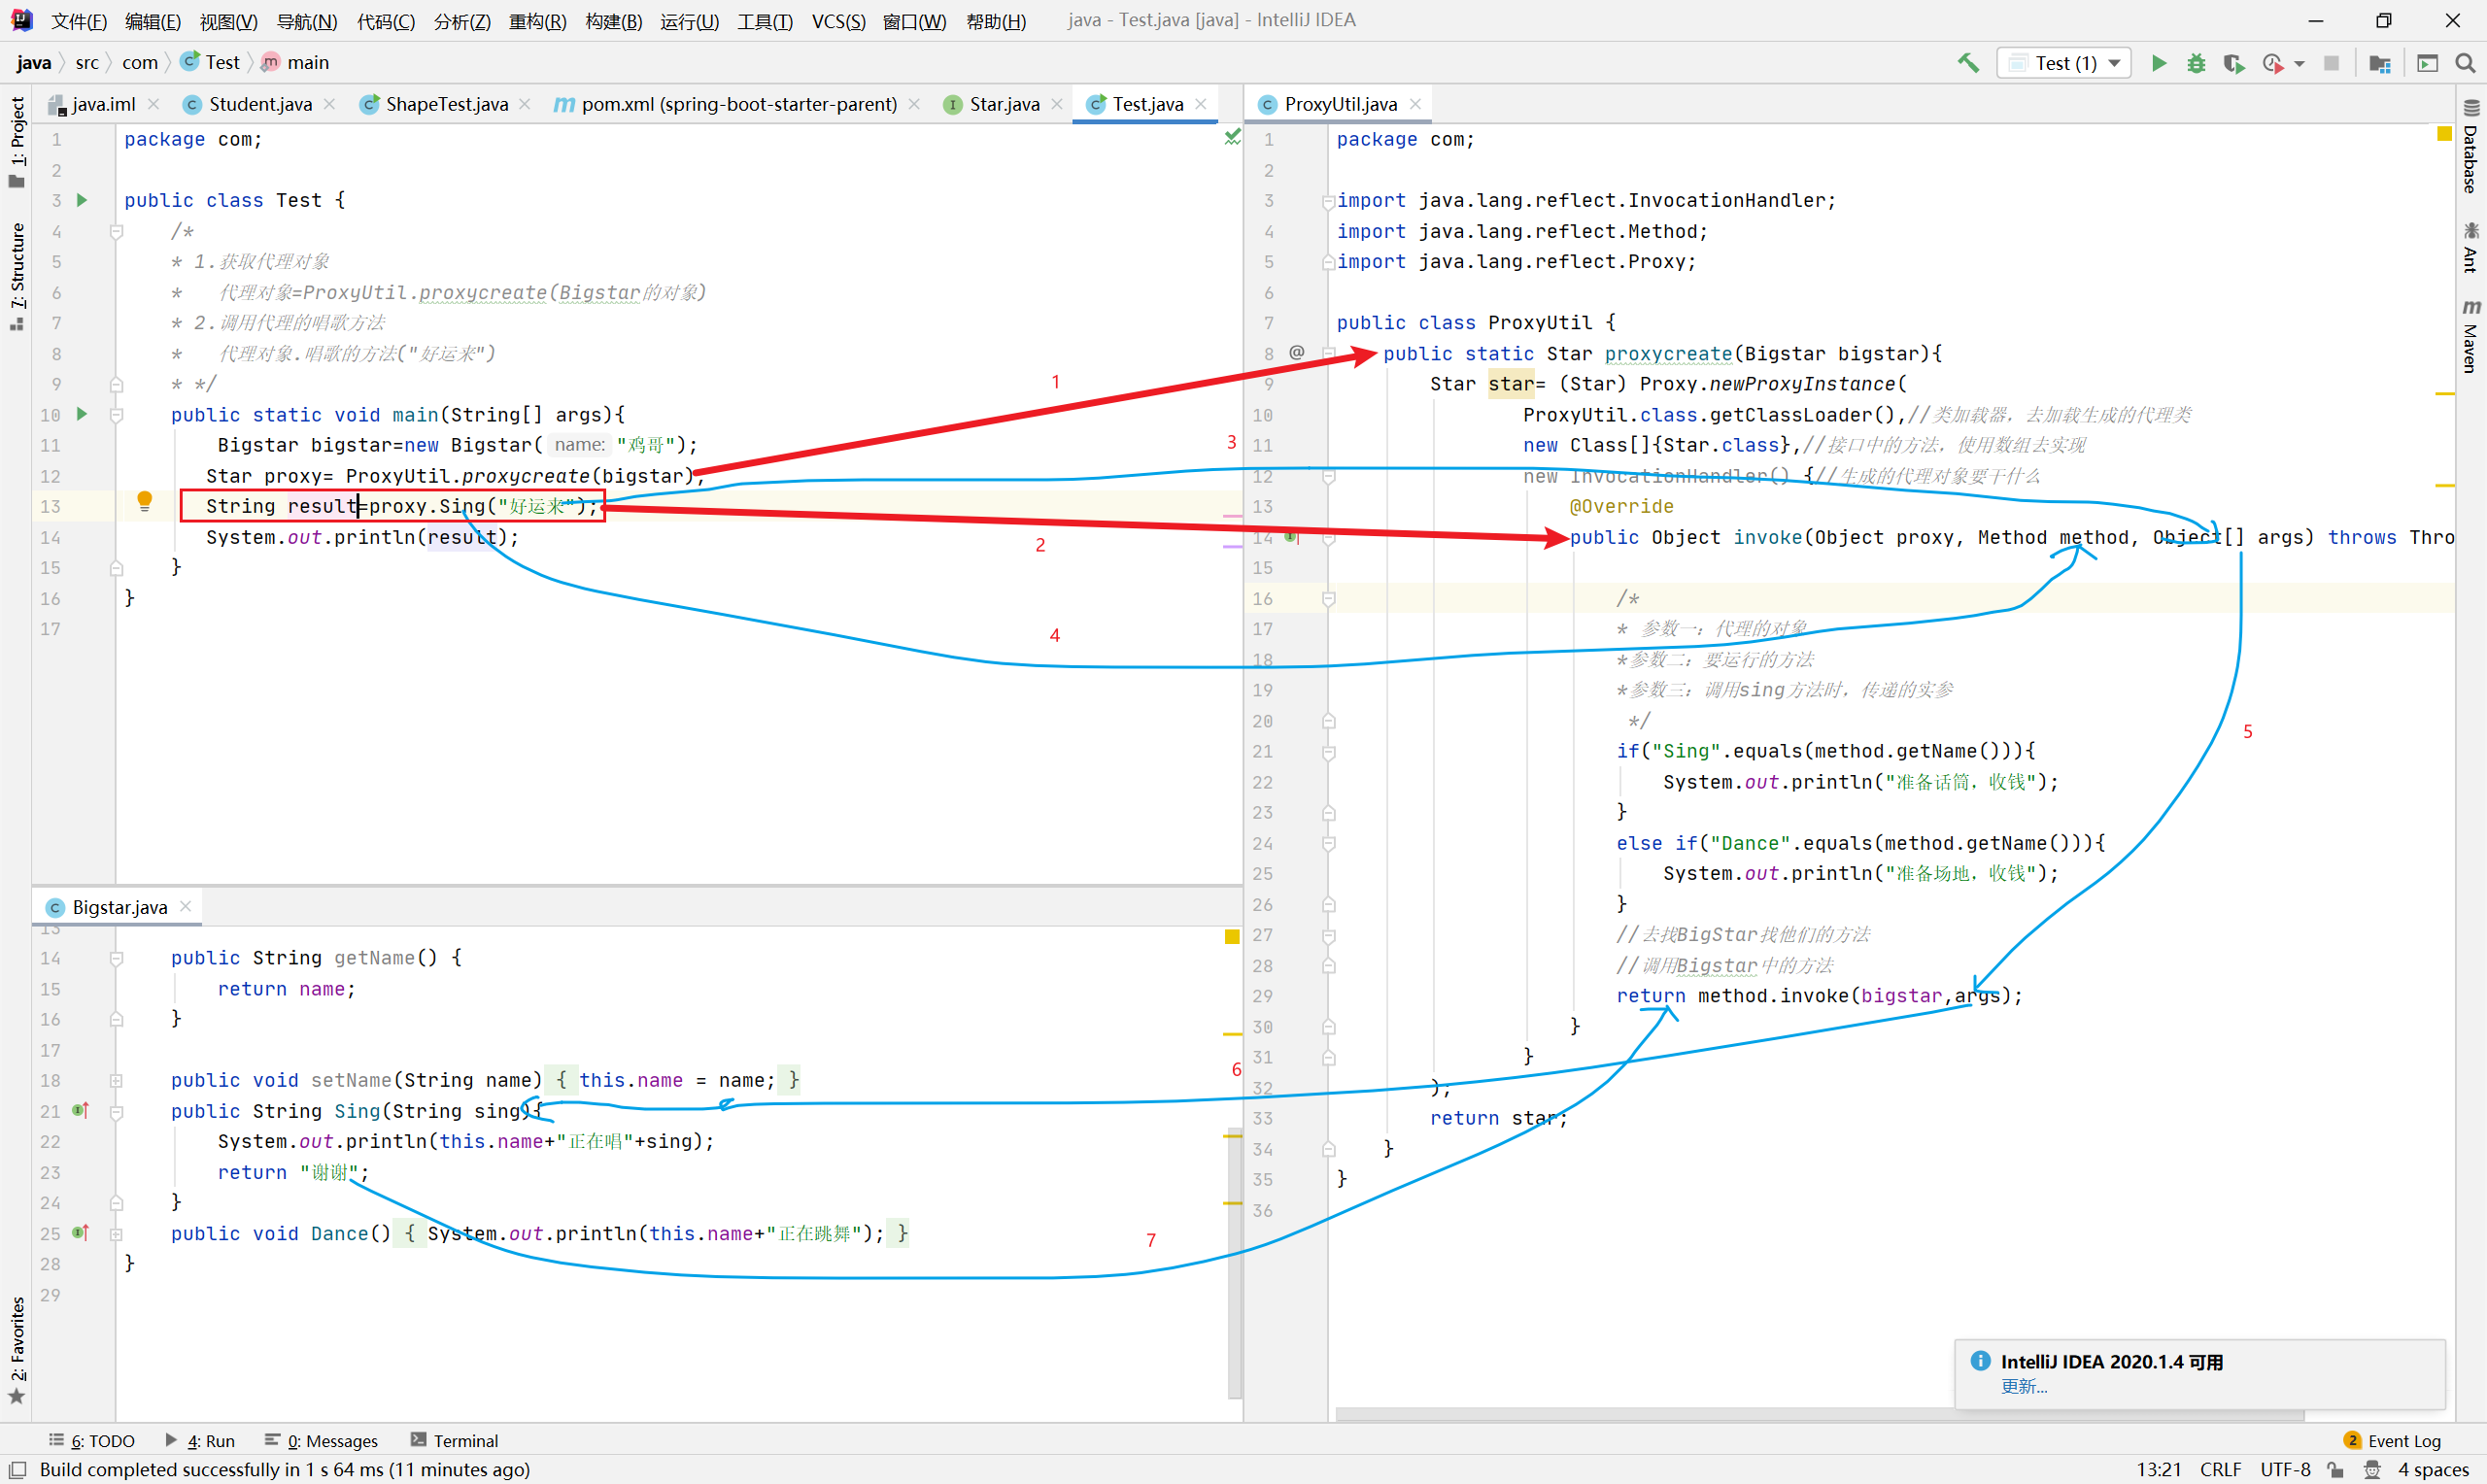 文件(F) 编辑(E) 视图(V) 导航(N) 代码(C) 分析(Z) 重构(R) 构建(B) 运行(U) 工具(T) VCS(S) 窗口(W) 帮助(H) java - Test.java [java] - IntelliJ IDEA
java src com Test main Test (1)
java.iml Student.java ShapeTest.java pom.xml (spring-boot-starter-parent) Star.java Test.java
1: Project
7: Structure
2: Favorites
1 package com;
2
3 public class Test {
4 /*
5 * 1.获取代理对象
6 * 代理对象=ProxyUtil.proxycreate(Bigstar的对象)
7 * 2.调用代理的唱歌方法
8 * 代理对象.唱歌的方法("好运来")
9 * */
10 public static void main(String[] args){
11 Bigstar bigstar=new Bigstar( name: "鸡哥");
12 Star proxy= ProxyUtil.proxycreate(bigstar);
13 String result=proxy.Sing("好运来");
14 System.out.println(result);
15 }
16 }
17
Bigstar.java
13
14 public String getName() {
15 return name;
16 }
17
18 public void setName(String name) { this.name = name; }
21 public String Sing(String sing){
22 System.out.println(this.name+"正在唱"+sing);
23 return "谢谢";
24 }
25 public void Dance() { System.out.println(this.name+"正在跳舞"); }
28 }
29
ProxyUtil.java
1 package com;
2
3 import java.lang.reflect.InvocationHandler;
4 import java.lang.reflect.Method;
5 import java.lang.reflect.Proxy;
6
7 public class ProxyUtil {
8 @ public static Star proxycreate(Bigstar bigstar){
9 Star star= (Star) Proxy.newProxyInstance(
10 ProxyUtil.class.getClassLoader(),//类加载器，去加载生成的代理类
11 new Class[]{Star.class},//接口中的方法，使用数组去实现
12 new InvocationHandler() {//生成的代理对象要干什么
13 @Override
14 public Object invoke(Object proxy, Method method, Object[] args) throws Thro
15
16 /*
17 * 参数一：代理的对象
18 *参数二：要运行的方法
19 *参数三：调用sing方法时，传递的实参
20 */
21 if("Sing".equals(method.getName())){
22 System.out.println("准备话筒，收钱");
23 }
24 else if("Dance".equals(method.getName())){
25 System.out.println("准备场地，收钱");
26 }
27 //去找BigStar找他们的方法
28 //调用Bigstar中的方法
29 return method.invoke(bigstar,args);
30 }
31 }
32 );
33 return star;
34 }
35 }
36
1
2
3
4
5
6
7
Database
Ant
Maven
IntelliJ IDEA 2020.1.4 可用
更新...
6: TODO 4: Run 0: Messages Terminal 2 Event Log
Build completed successfully in 1 s 64 ms (11 minutes ago) 13:21 CRLF UTF-8 4 spaces